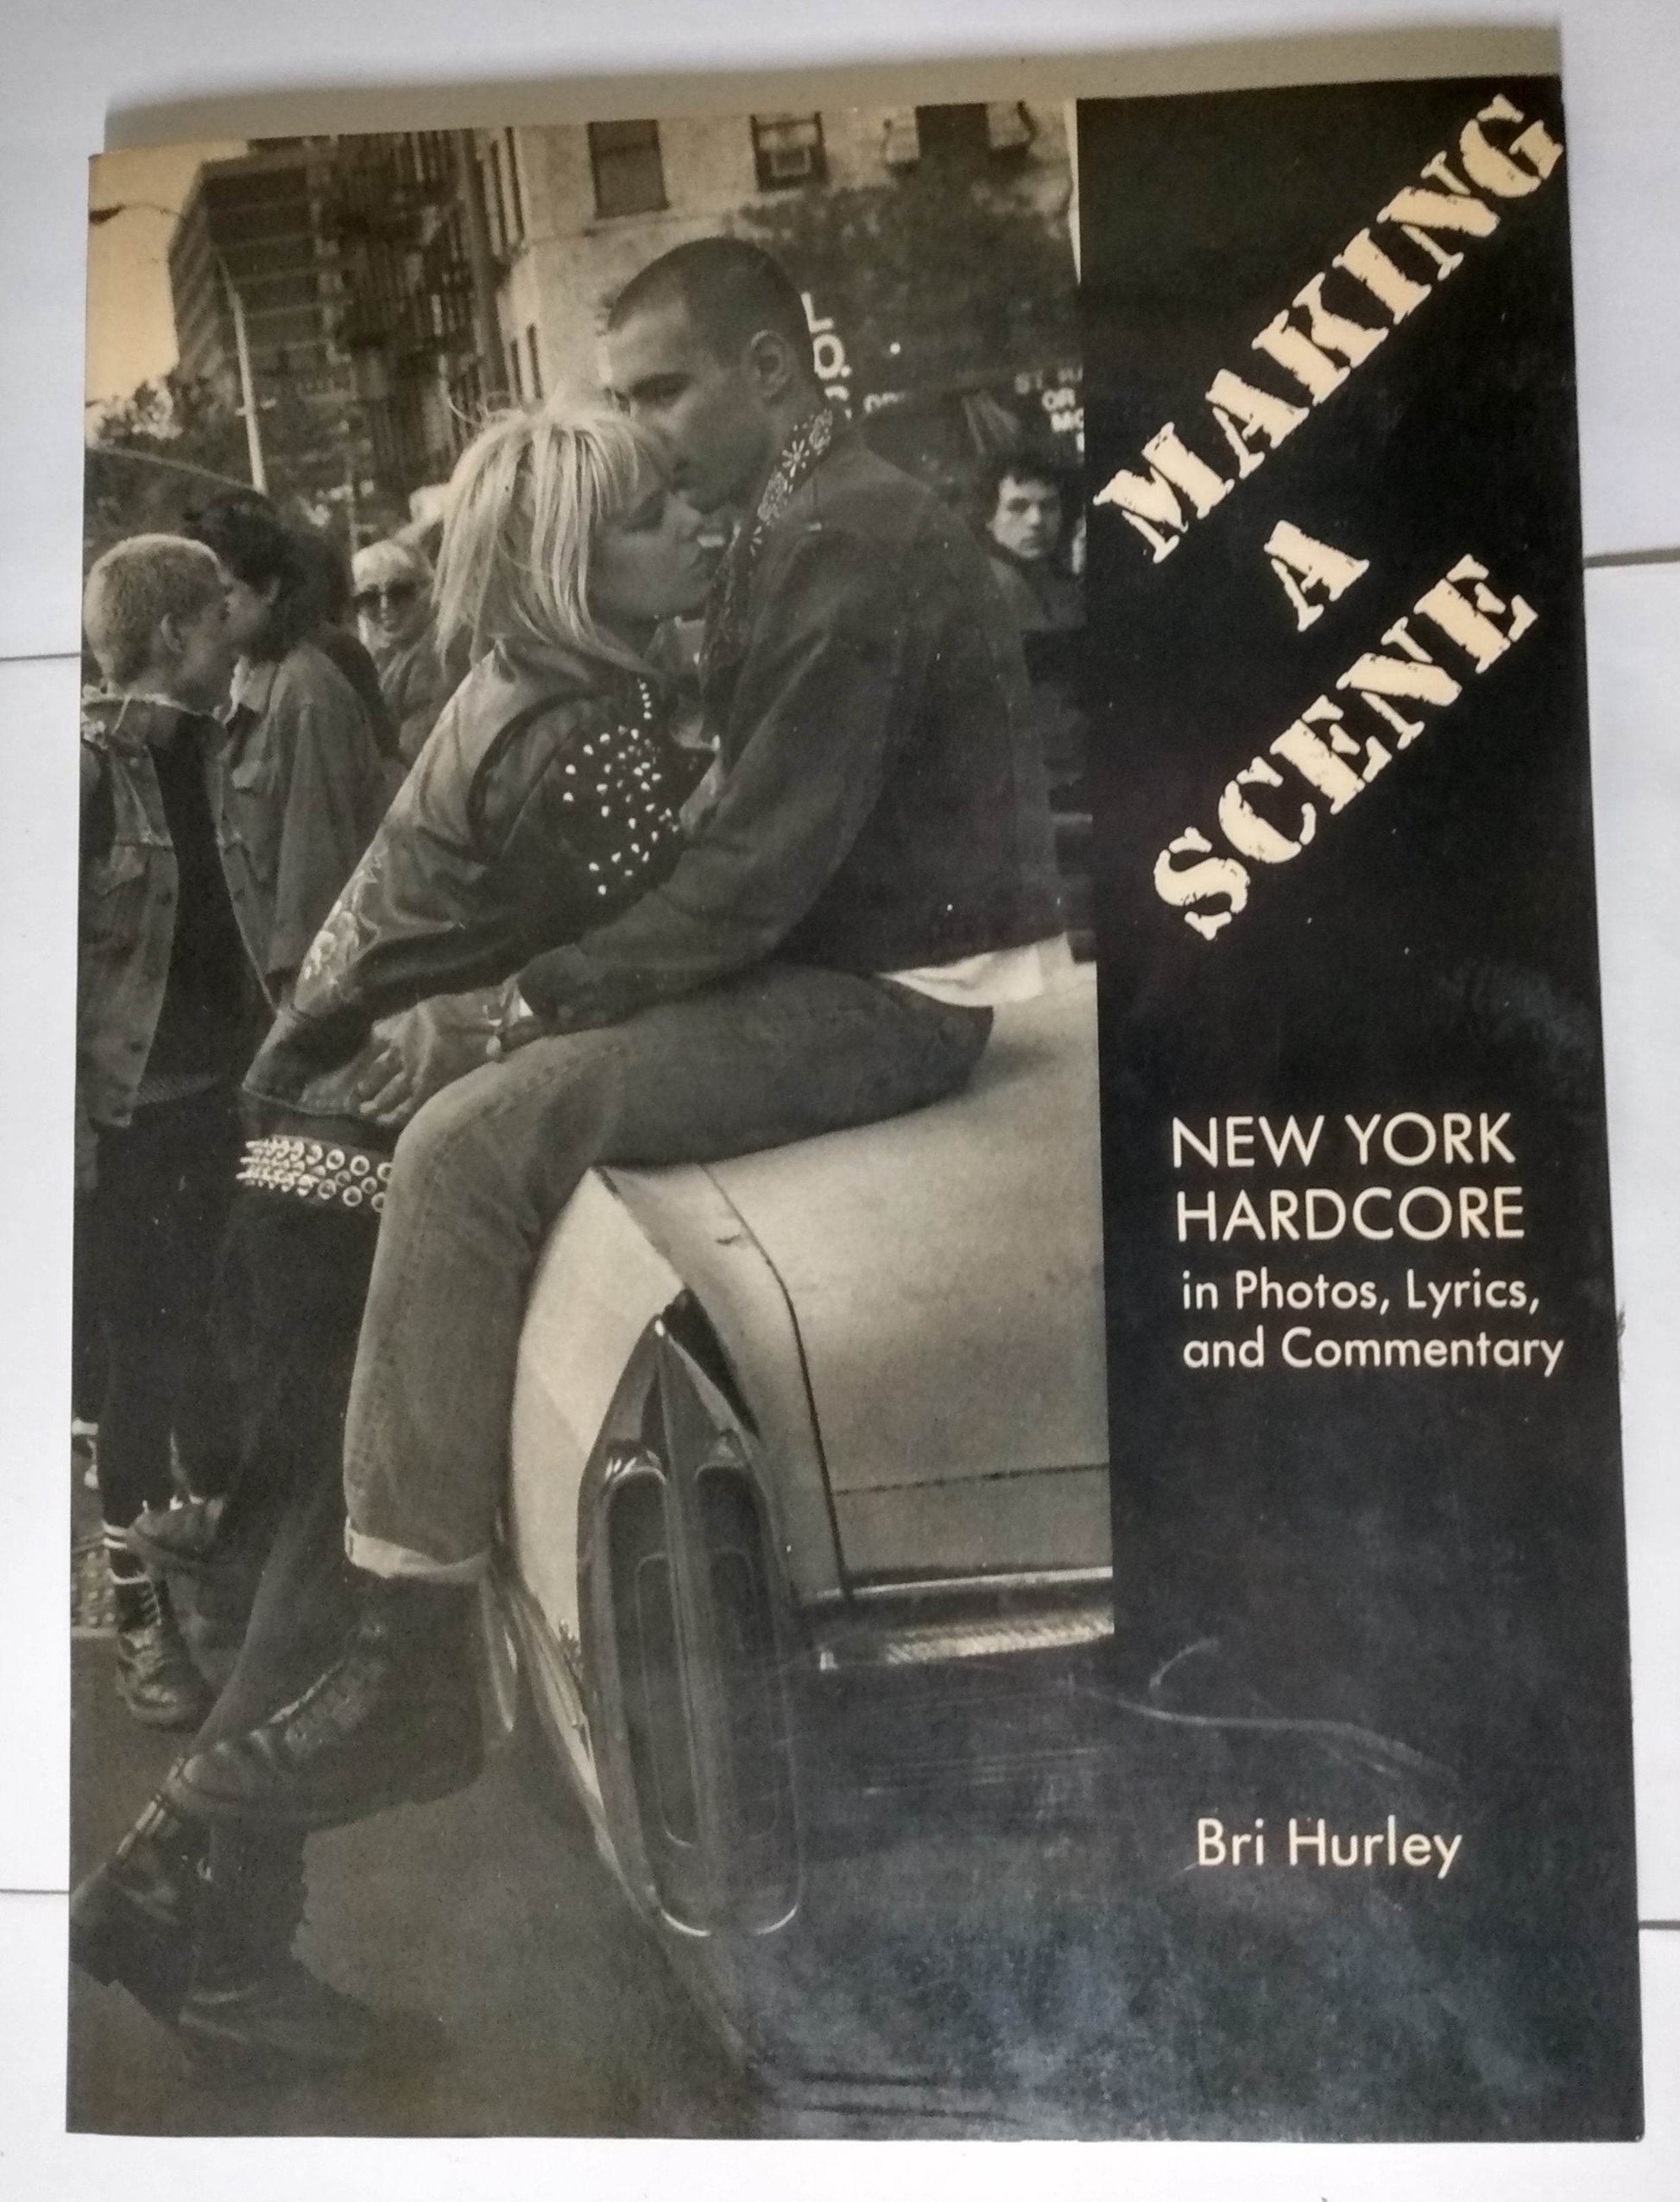 MAKING
A
SCENE
NEW YORK
HARDCORE
in Photos, Lyrics,
and Commentary
Bri Hurley